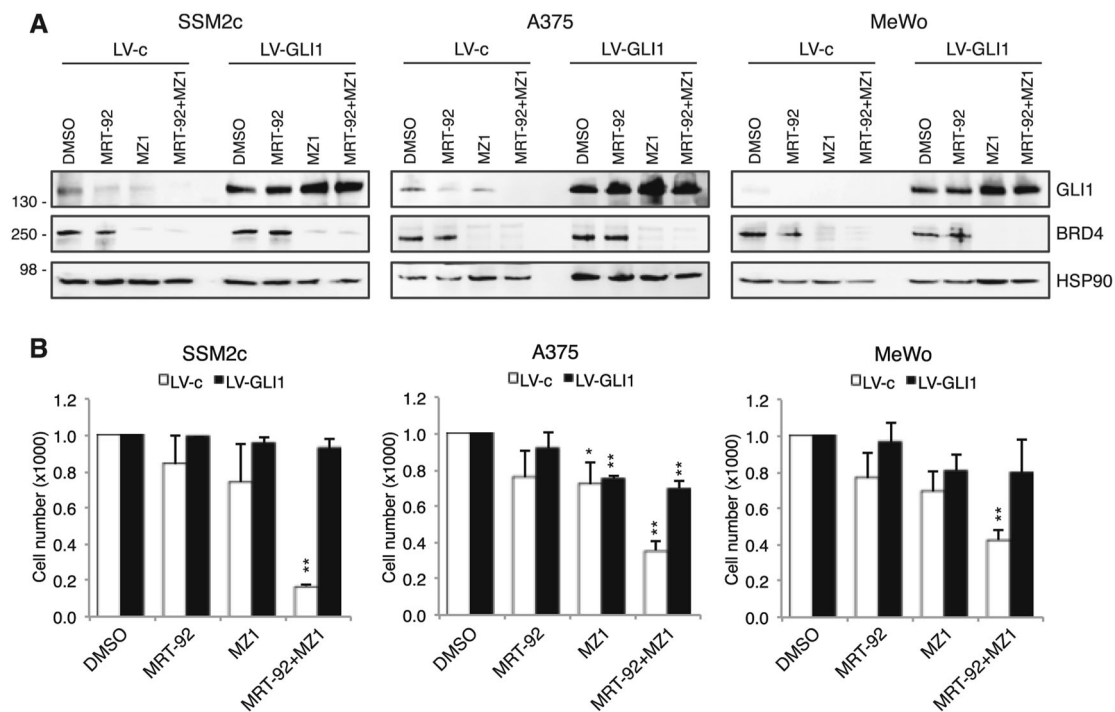 A
SSM2c A375 MeWo
LV-c LV-GLI1 LV-c LV-GLI1 LV-c LV-GLI1
DMSO MRT-92 MZ1 MRT-92+MZ1 DMSO MRT-92 MZ1 MRT-92+MZ1 DMSO MRT-92 MZ1 MRT-92+MZ1 DMSO MRT-92 MZ1 MRT-92+MZ1 DMSO MRT-92 MZ1 MRT-92+MZ1 DMSO MRT-92 MZ1 MRT-92+MZ1
130 - GLI1
250 - BRD4
98 - HSP90
B
SSM2c
LV-c LV-GLI1
Cell number (x1000)
1.2
1.0
0.8
0.6
0.4
0.2
0.0
**
DMSO MRT-92 MZ1 MRT-92+MZ1
A375
LV-c LV-GLI1
Cell number (x1000)
1.2
1.0
0.8
0.6
0.4
0.2
0.0
* ** ** **
DMSO MRT-92 MZ1 MRT-92+MZ1
MeWo
LV-c LV-GLI1
Cell number (x1000)
1.2
1.0
0.8
0.6
0.4
0.2
0.0
**
DMSO MRT-92 MZ1 MRT-92+MZ1